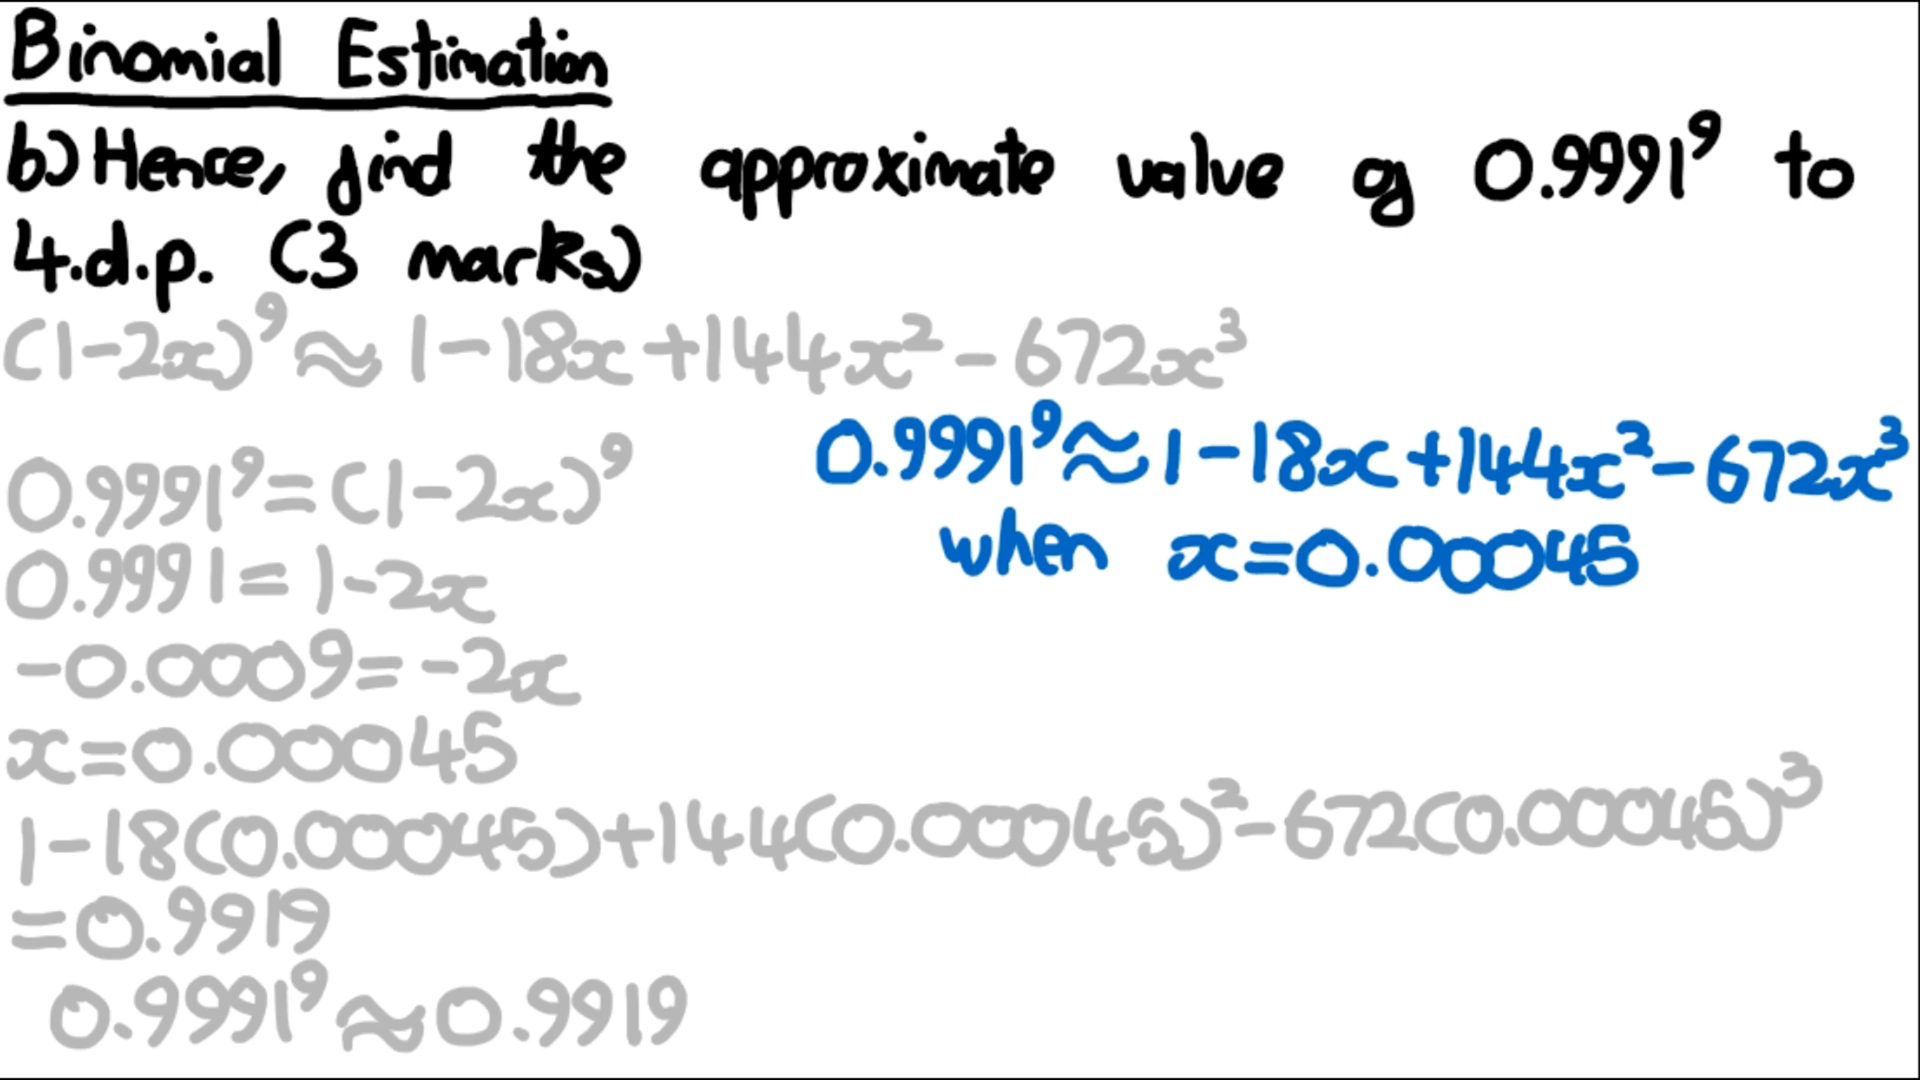 Binomial Estimation
b) Hence, find the approximate value of 0.9991⁹ to
4.d.p. (3 marks)
(1-2x)⁹ ≈ 1-18x+144x²-672x³
0.9991⁹ ≈ 1-18x+144x²-672x³
when x=0.00045
0.9991⁹=(1-2x)⁹
0.9991=1-2x
-0.0009=-2x
x=0.00045
1-18(0.00045)+144(0.00045)²-672(0.00045)³
=0.9919
0.9991⁹≈0.9919